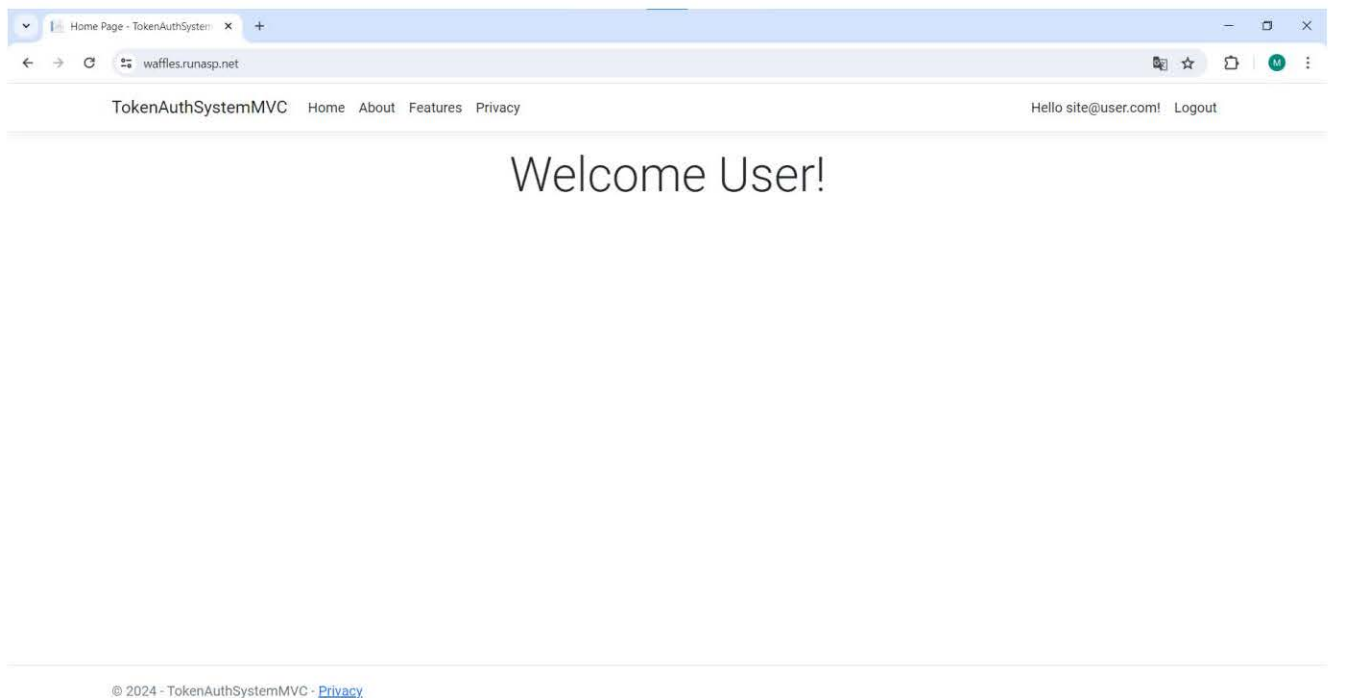 Home Page - TokenAuthSystem
waffles.runasp.net
M
TokenAuthSystemMVC Home About Features Privacy Hello site@user.com! Logout
Welcome User!
© 2024 - TokenAuthSystemMVC - Privacy